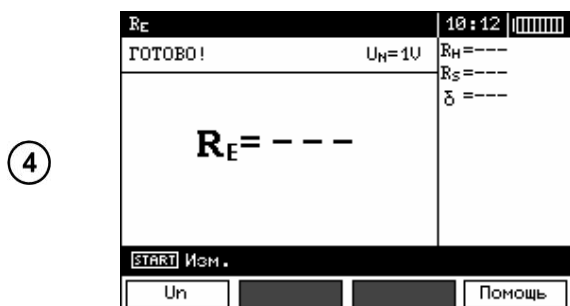 RE 10:12
ГОТОВО! UN=1V
RH=---
RS=---
δ =---
RE= - - -
④
START Изм.
Un Помощь